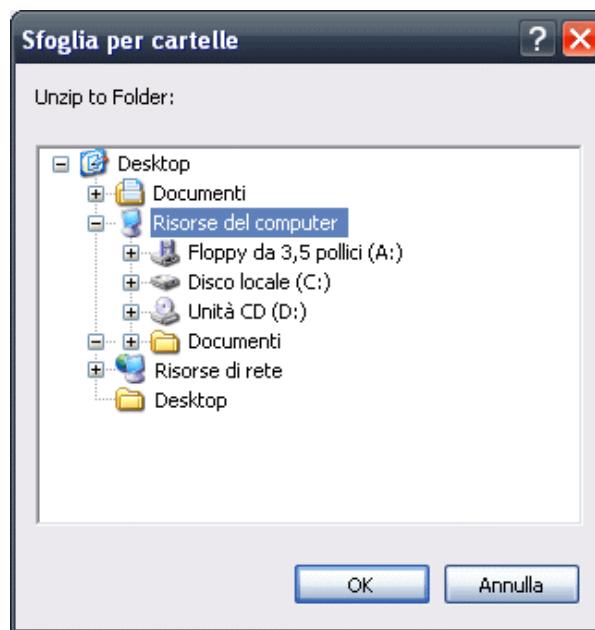 Sfoglia per cartelle
Unzip to Folder:
Desktop
Documenti
Risorse del computer
Floppy da 3,5 pollici (A:)
Disco locale (C:)
Unità CD (D:)
Documenti
Risorse di rete
Desktop
OK Annulla